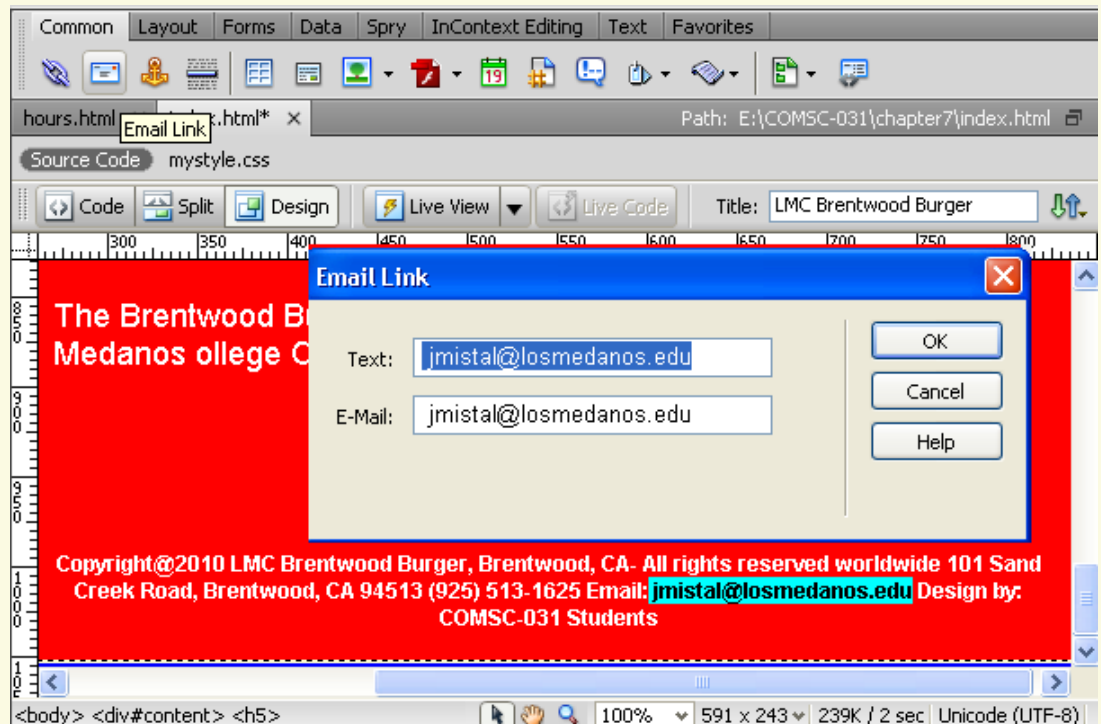 Common Layout Forms Data Spry InContext Editing Text Favorites
19
hours.html .html* × Path: E:\COMSC-031\chapter7\index.html
Email Link
Source Code mystyle.css
Code Split Design Live View Live Code Title: LMC Brentwood Burger
300 350 400 450 500 550 600 650 700 750 800
Email Link
The Brentwood B
Medanos ollege C
Text: jmistal@losmedanos.edu
E-Mail: jmistal@losmedanos.edu
OK
Cancel
Help
850
900
950
1000
Copyright@2010 LMC Brentwood Burger, Brentwood, CA- All rights reserved worldwide 101 Sand
Creek Road, Brentwood, CA 94513 (925) 513-1625 Email: jmistal@losmedanos.edu Design by:
COMSC-031 Students
<body> <div#content> <h5> 100% 591 x 243 239K / 2 sec Unicode (UTF-8)